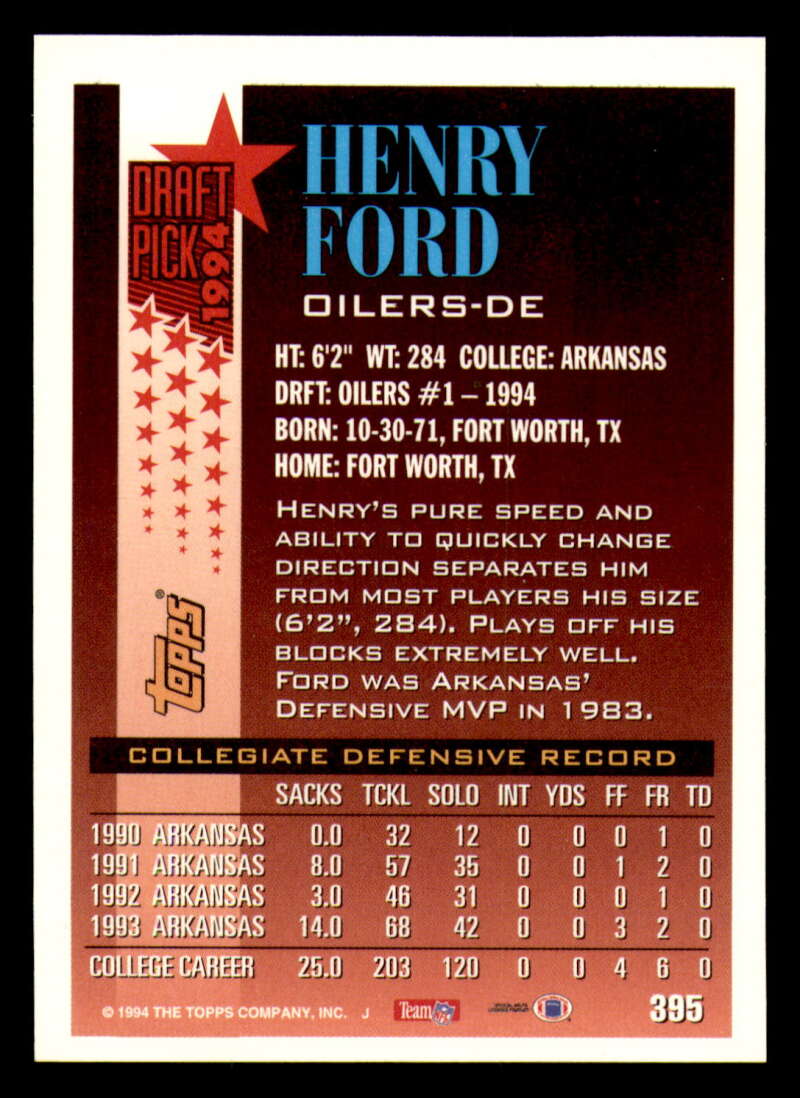 DRAFT
PICK
1994
HENRY
FORD
OILERS-DE
HT: 6'2" WT: 284 COLLEGE: ARKANSAS
DRFT: OILERS #1 – 1994
BORN: 10-30-71, FORT WORTH, TX
HOME: FORT WORTH, TX
HENRY'S PURE SPEED AND
ABILITY TO QUICKLY CHANGE
DIRECTION SEPARATES HIM
FROM MOST PLAYERS HIS SIZE
(6'2", 284). PLAYS OFF HIS
BLOCKS EXTREMELY WELL.
FORD WAS ARKANSAS'
DEFENSIVE MVP IN 1983.
Topps®
COLLEGIATE DEFENSIVE RECORD
SACKS TCKL SOLO INT YDS FF FR TD
1990 ARKANSAS 0.0 32 12 0 0 0 1 0
1991 ARKANSAS 8.0 57 35 0 0 1 2 0
1992 ARKANSAS 3.0 46 31 0 0 0 1 0
1993 ARKANSAS 14.0 68 42 0 0 3 2 0
COLLEGE CAREER 25.0 203 120 0 0 4 6 0
© 1994 THE TOPPS COMPANY, INC. J Team NFL 395